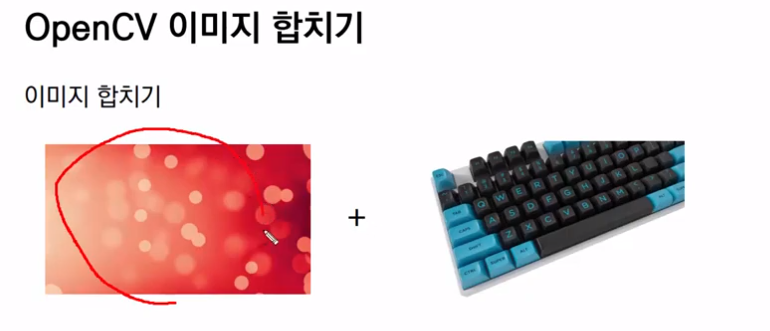 OpenCV 이미지 합치기
이미지 합치기
+
Q W E R T Y U I O P
A S D F G H J K L
Z X C V B N M